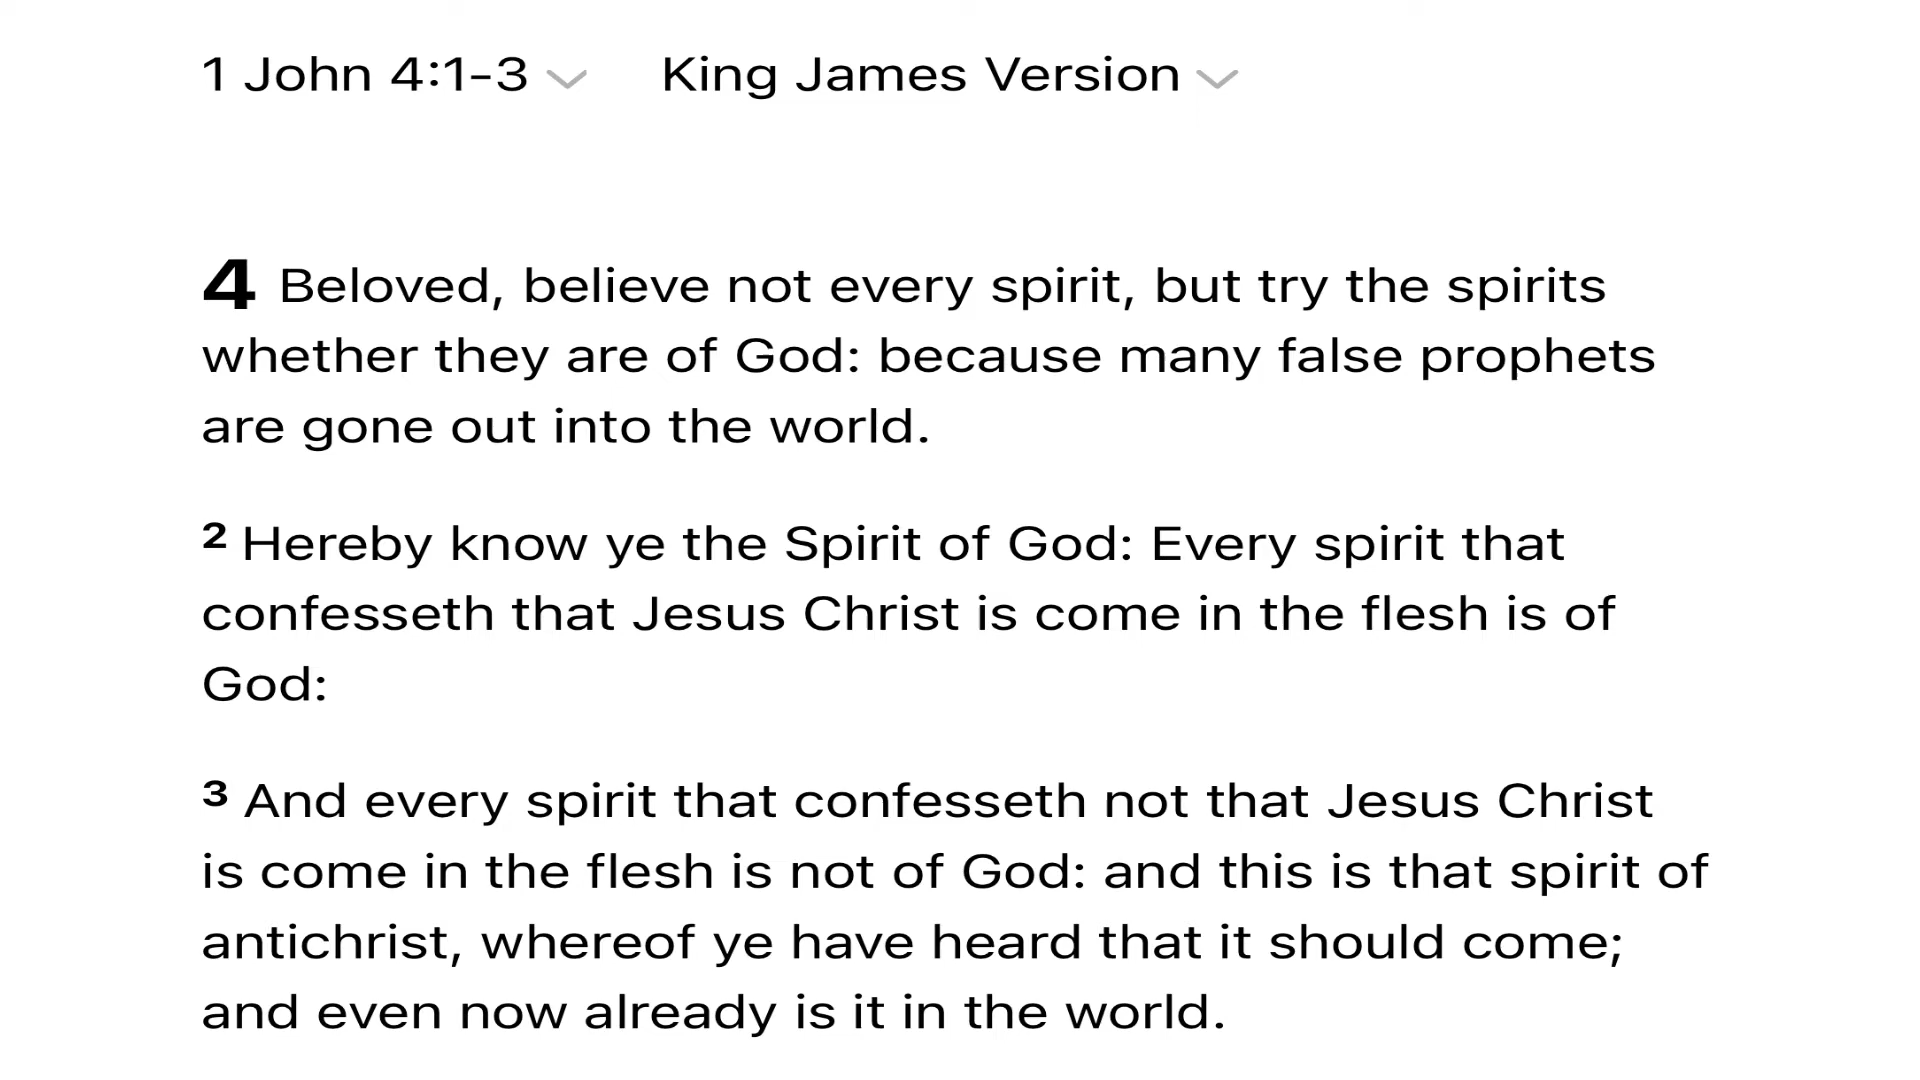 1 John 4:1-3 King James Version
4 Beloved, believe not every spirit, but try the spirits
whether they are of God: because many false prophets
are gone out into the world.
2 Hereby know ye the Spirit of God: Every spirit that
confesseth that Jesus Christ is come in the flesh is of
God:
3 And every spirit that confesseth not that Jesus Christ
is come in the flesh is not of God: and this is that spirit of
antichrist, whereof ye have heard that it should come;
and even now already is it in the world.